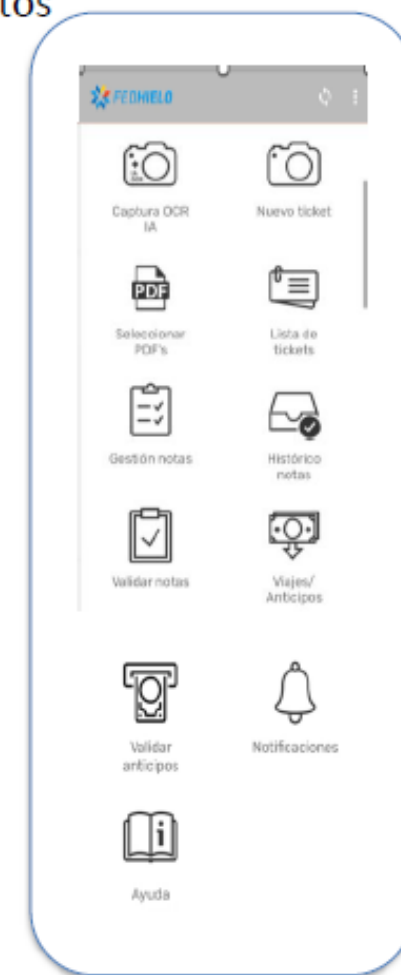 tos
FEDHIELO
Captura OCR
IA
Nuevo ticket
PDF
Seleccionar
PDF's
Lista de
tickets
Gestión notas
Histórico
notas
Validar notas
Viajes/
Anticipos
Validar
anticipos
Notificaciones
i
Ayuda